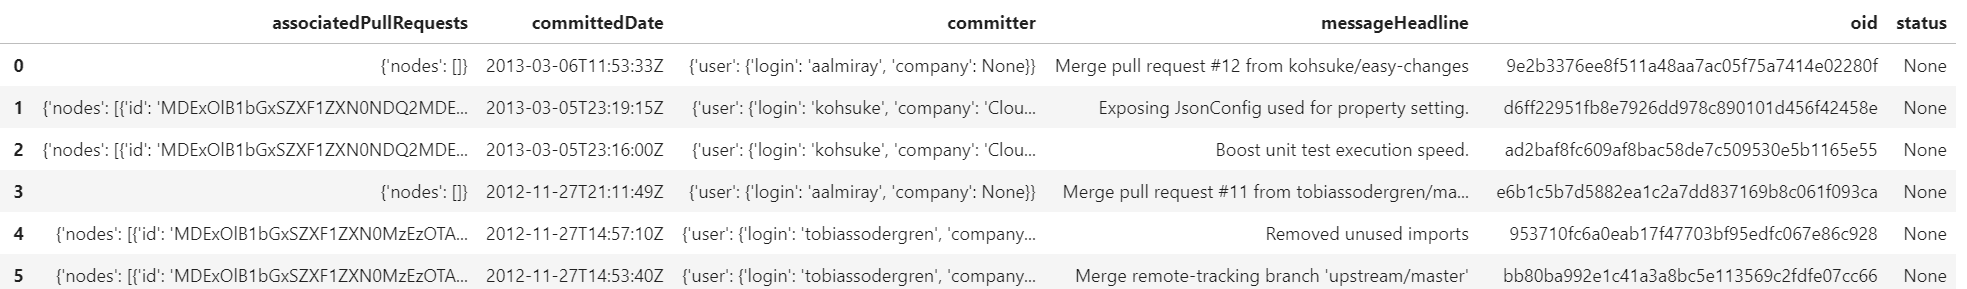 associatedPullRequests committedDate committer messageHeadline oid status
0 {'nodes': []} 2013-03-06T11:53:33Z {'user': {'login': 'aalmiray', 'company': None}} Merge pull request #12 from kohsuke/easy-changes 9e2b3376ee8f511a48aa7ac05f75a7414e02280f None
1 {'nodes': [{'id': 'MDExOlB1bGxSZXF1ZXN0NDQ2MDE... 2013-03-05T23:19:15Z {'user': {'login': 'kohsuke', 'company': 'Clou... Exposing JsonConfig used for property setting. d6ff22951fb8e7926dd978c890101d456f42458e None
2 {'nodes': [{'id': 'MDExOlB1bGxSZXF1ZXN0NDQ2MDE... 2013-03-05T23:16:00Z {'user': {'login': 'kohsuke', 'company': 'Clou... Boost unit test execution speed. ad2baf8fc609af8bac58de7c509530e5b1165e55 None
3 {'nodes': []} 2012-11-27T21:11:49Z {'user': {'login': 'aalmiray', 'company': None}} Merge pull request #11 from tobiassodergren/ma... e6b1c5b7d5882ea1c2a7dd837169b8c061f093ca None
4 {'nodes': [{'id': 'MDExOlB1bGxSZXF1ZXN0MzEzOTA... 2012-11-27T14:57:10Z {'user': {'login': 'tobiassodergren', 'company... Removed unused imports 953710fc6a0eab17f47703bf95edfc067e86c928 None
5 {'nodes': [{'id': 'MDExOlB1bGxSZXF1ZXN0MzEzOTA... 2012-11-27T14:53:40Z {'user': {'login': 'tobiassodergren', 'company... Merge remote-tracking branch 'upstream/master' bb80ba992e1c41a3a8bc5e113569c2fdfe07cc66 None